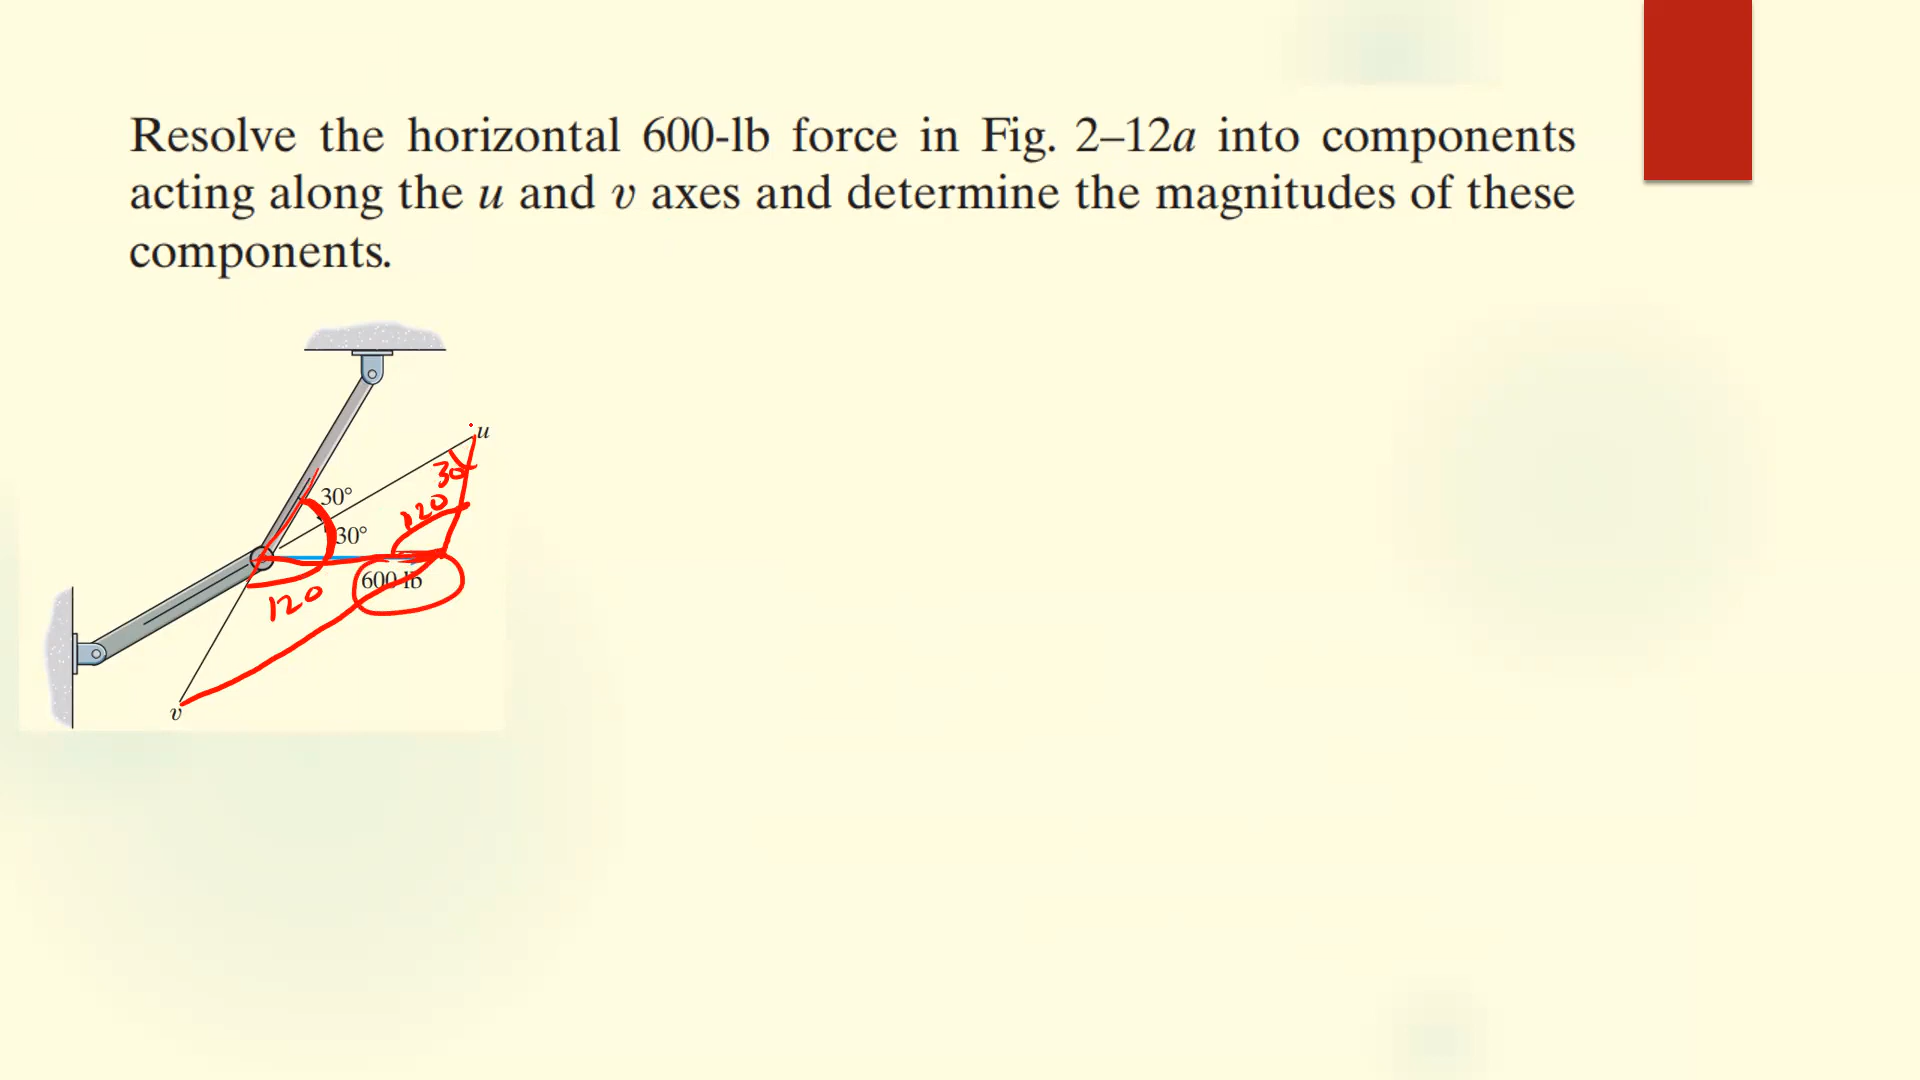 Resolve the horizontal 600-lb force in Fig. 2–12a into components
acting along the u and v axes and determine the magnitudes of these
components.
u
30
30°
120
30°
600 lb
120
v